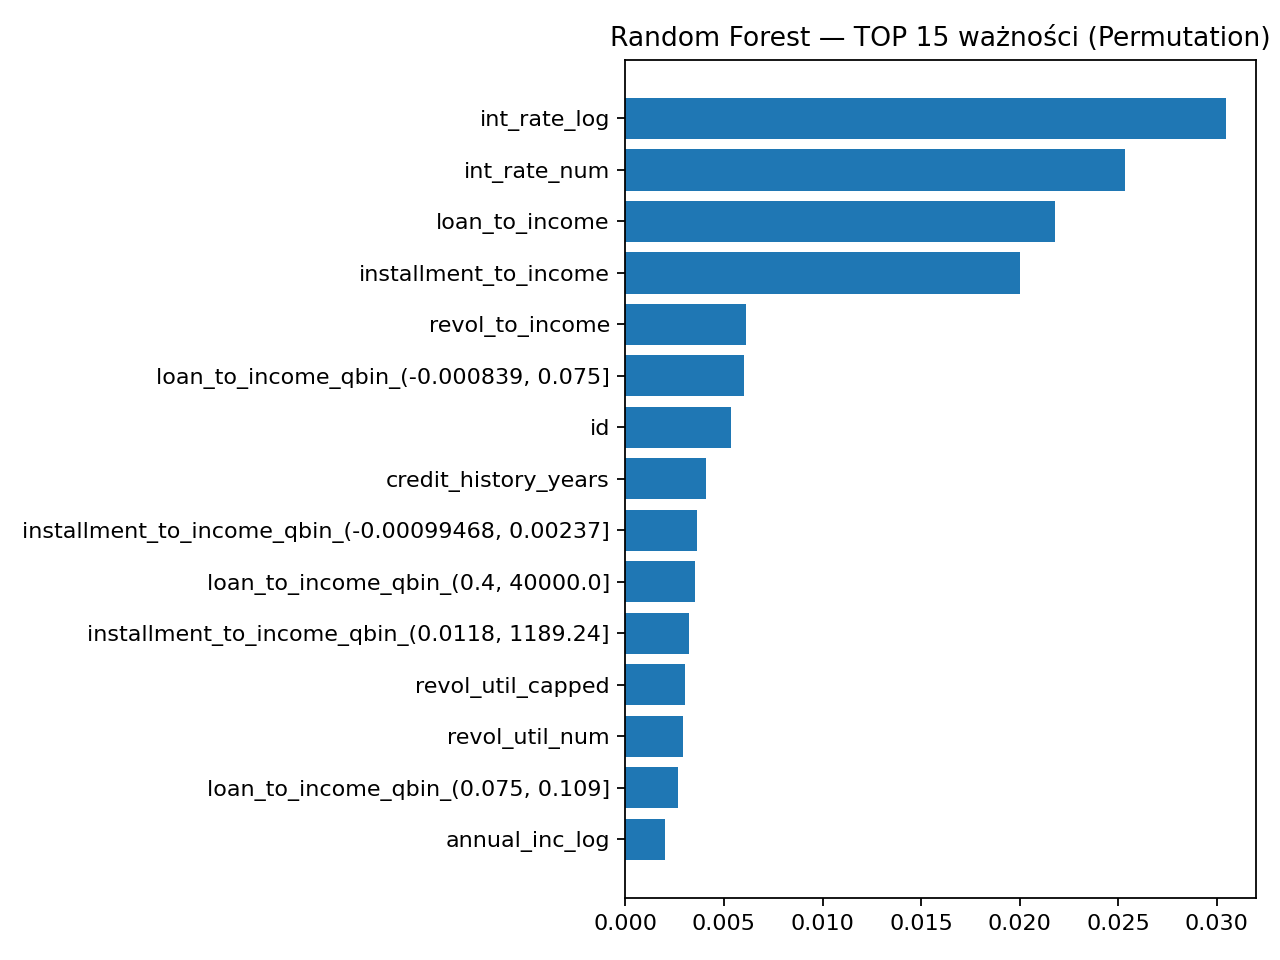 Random Forest — TOP 15 ważności (Permutation)
int_rate_log
int_rate_num
loan_to_income
installment_to_income
revol_to_income
loan_to_income_qbin_(-0.000839, 0.075]
id
credit_history_years
installment_to_income_qbin_(-0.00099468, 0.00237]
loan_to_income_qbin_(0.4, 40000.0]
installment_to_income_qbin_(0.0118, 1189.24]
revol_util_capped
revol_util_num
loan_to_income_qbin_(0.075, 0.109]
annual_inc_log
0.000 0.005 0.010 0.015 0.020 0.025 0.030